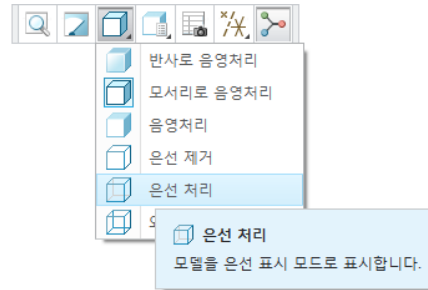 반사로 음영처리
모서리로 음영처리
음영처리
은선 제거
은선 처리
은선 처리
모델을 은선 표시 모드로 표시합니다.